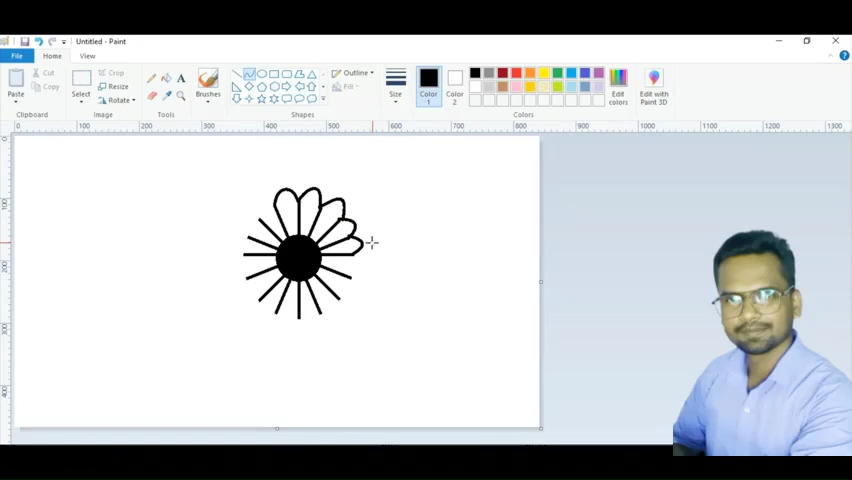 Untitled - Paint
File Home View
Paste
Cut
Copy
Clipboard
Select
Crop
Resize
Rotate
Image
A
Tools
Brushes
Outline
Fill
Shapes
Size
Color
1
Color
2
Edit
colors
Colors
Edit with
Paint 3D
0 100 200 300 400 500 600 700 800 900 1000 1100 1200 1300
0
100
200
300
400